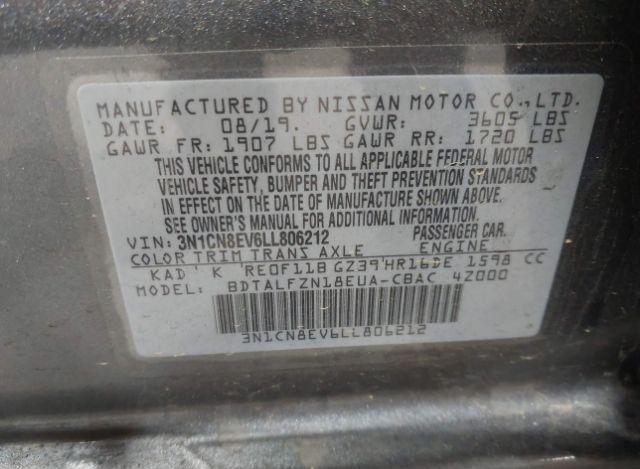 MANUFACTURED BY NISSAN MOTOR CO., LTD.
DATE: 08/19. GVWR: 3605 LBS
GAWR FR: 1907 LBS GAWR RR: 1720 LBS
THIS VEHICLE CONFORMS TO ALL APPLICABLE FEDERAL MOTOR
VEHICLE SAFETY, BUMPER AND THEFT PREVENTION STANDARDS
IN EFFECT ON THE DATE OF MANUFACTURE SHOWN ABOVE.
SEE OWNER'S MANUAL FOR ADDITIONAL INFORMATION.
VIN: 3N1CN8EV6LL806212 PASSENGER CAR
COLOR TRIM TRANS AXLE ENGINE
KAD K RE0F11B GZ39 HR16DE 1598 CC
BDTALFZN18EUA-CBAC 4Z000
3N1CN8EV6LL806212